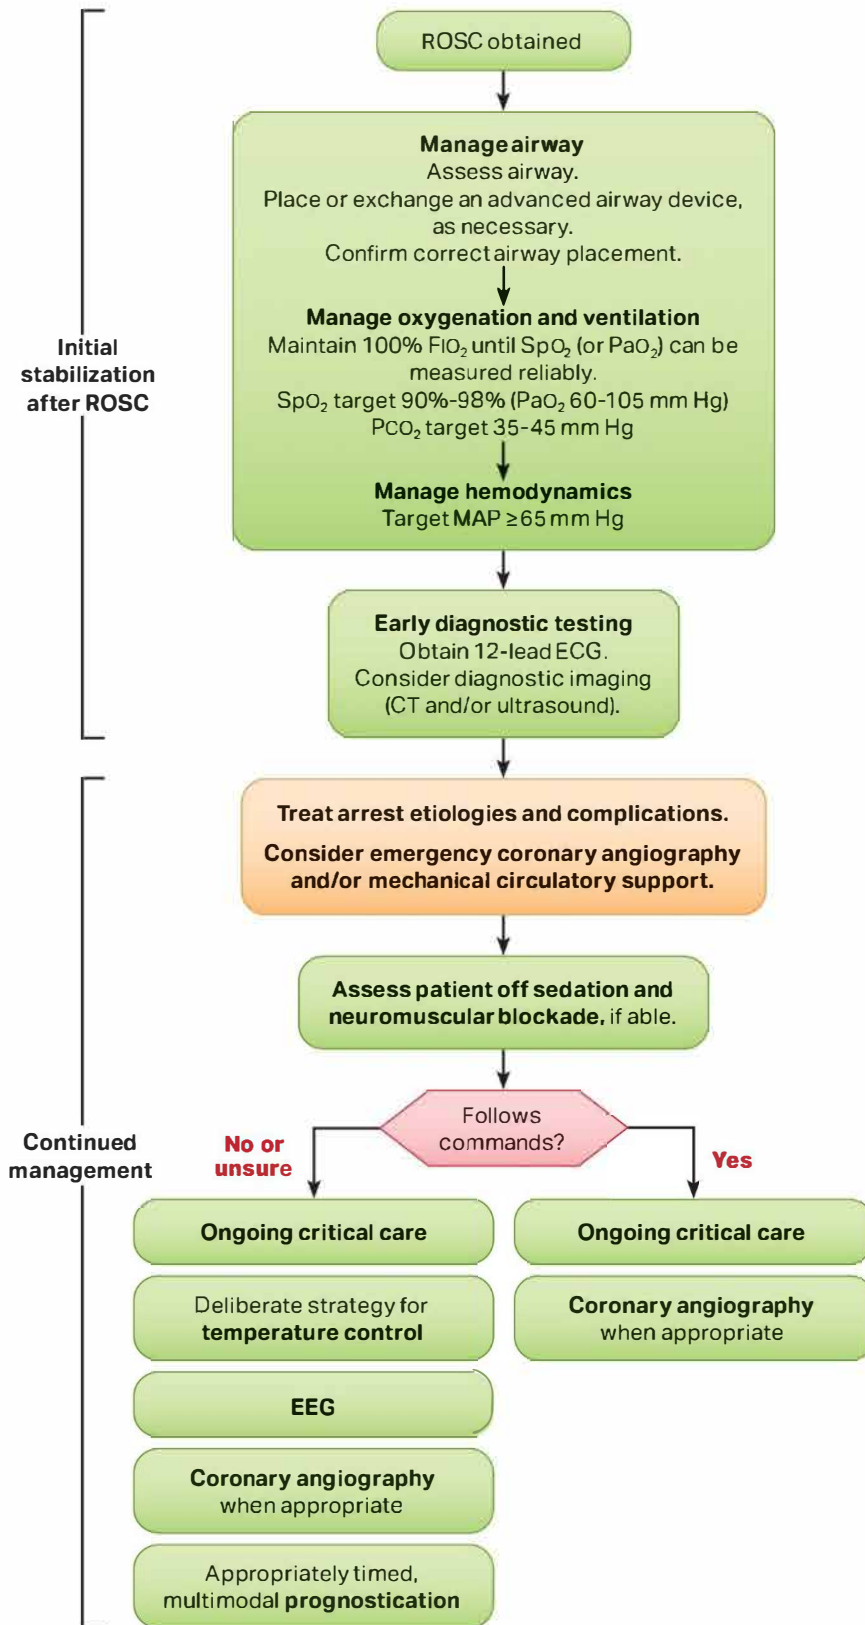 ROSC obtained
Manage airway
Assess airway.
Place or exchange an advanced airway device,
as necessary.
Confirm correct airway placement.
Manage oxygenation and ventilation
Maintain 100% FIO₂ until SpO₂ (or PaO₂) can be
measured reliably.
SpO₂ target 90%-98% (PaO₂ 60-105 mm Hg)
PCO₂ target 35-45 mm Hg
Manage hemodynamics
Target MAP ≥65 mm Hg
Initial
stabilization
after ROSC
Early diagnostic testing
Obtain 12-lead ECG.
Consider diagnostic imaging
(CT and/or ultrasound).
Treat arrest etiologies and complications.
Consider emergency coronary angiography
and/or mechanical circulatory support.
Assess patient off sedation and
neuromuscular blockade, if able.
Continued
management
Follows
commands?
No or
unsure
Yes
Ongoing critical care
Deliberate strategy for
temperature control
EEG
Coronary angiography
when appropriate
Appropriately timed,
multimodal prognostication
Ongoing critical care
Coronary angiography
when appropriate